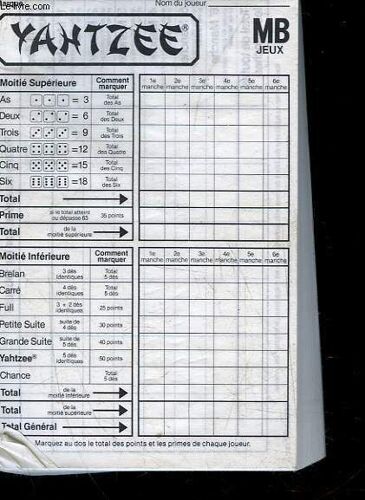 Le-livre.com
Nom du joueur
YAHTZEE®
MB
JEUX
Moitié Supérieure Comment marquer 1e manche 2e manche 3e manche 4e manche 5e manche 6e manche
As = 3 Total des As
Deux = 6 Total des Deux
Trois = 9 Total des Trois
Quatre =12 Total des Quatre
Cinq =15 Total des Cinq
Six =18 Total des Six
Total
Prime si le total atteint ou dépasse 63 35 points
Total de la moitié supérieure
Moitié Inférieure Comment marquer 1e manche 2e manche 3e manche 4e manche 5e manche 6e manche
Brelan 3 dés identiques Total 5 dés
Carré 4 dés identiques Total 5 dés
Full 3 + 2 dés identiques 25 points
Petite Suite suite de 4 dés 30 points
Grande Suite suite de 5 dés 40 points
Yahtzee® 5 dés identiques 50 points
Chance Total 5 dés
Total de la moitié inférieure
Total de la moitié supérieure
Total Général
Marquez au dos le total des points et les primes de chaque joueur.